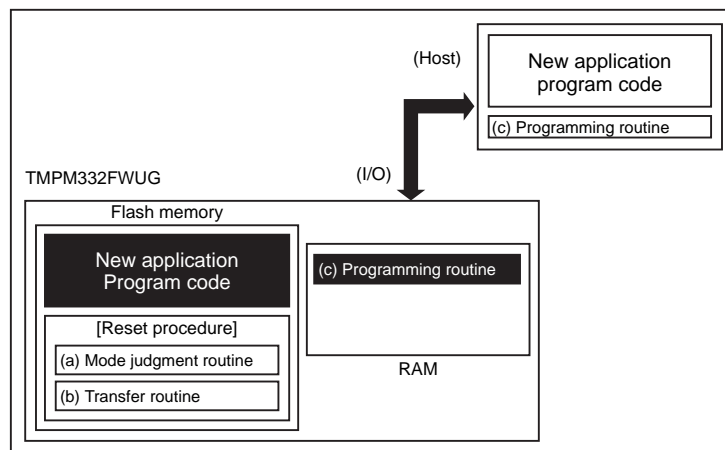 (Host)
New application
program code
(c) Programming routine
(I/O)
TMPM332FWUG
Flash memory
New application
Program code
[Reset procedure]
(a) Mode judgment routine
(b) Transfer routine
(c) Programming routine
RAM